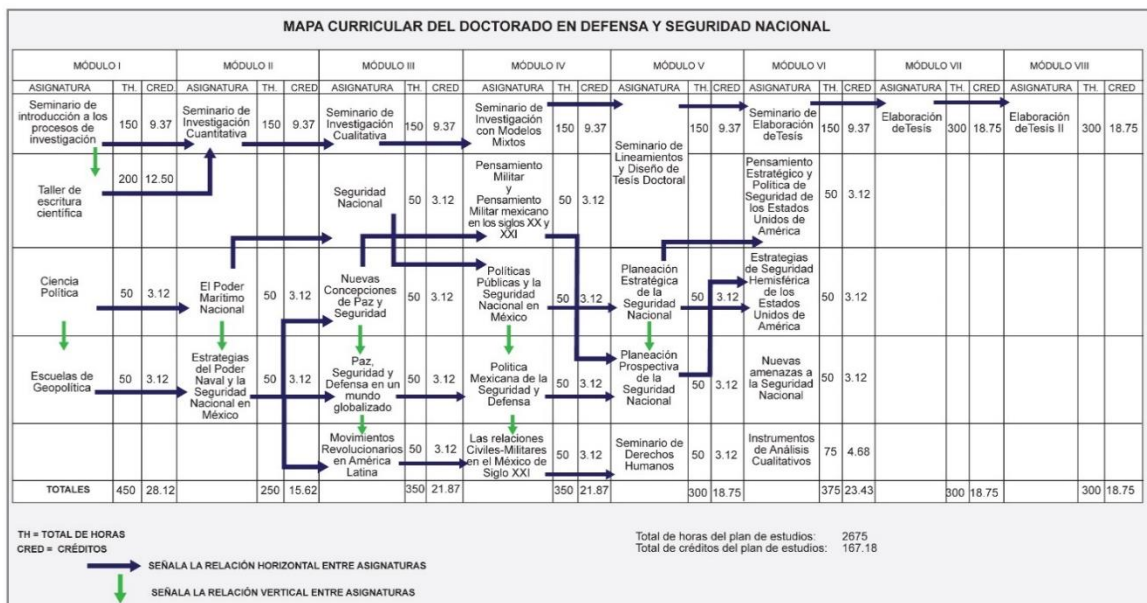 MAPA CURRICULAR DEL DOCTORADO EN DEFENSA Y SEGURIDAD NACIONAL
MÓDULO I MÓDULO II MÓDULO III MÓDULO IV MÓDULO V MÓDULO VI MÓDULO VII MÓDULO VIII
ASIGNATURA TH. CRED. ASIGNATURA TH. CRED ASIGNATURA TH. CRED. ASIGNATURA TH. CRED. ASIGNATURA TH. CRED ASIGNATURA TH. CRED ASIGNATURA TH. CRED ASIGNATURA TH. CRED
Seminario de
introducción a los
procesos de
investigación
150 9.37
Seminario de
Investigación
Cuantitativa
150 9.37
Seminario de
Investigación
Cualitativa
150 9.37
Seminario de
Investigación
con Modelos
Mixtos
150 9.37
Seminario de
Lineamientos
y Diseño de
Tesis Doctoral
150 9.37
Seminario de
Elaboración
deTesis
150 9.37
Elaboración
deTesis
300 18.75
Elaboración
deTesís II
300 18.75
Taller de
escritura
científica
200 12.50
Seguridad
Nacional
50 3.12
Pensamiento
Militar
y
Pensamiento
Militar mexicano
en los siglos XX y
XXI
50 3.12
Pensamiento
Estratégico y
Política de
Seguridad de
los Estados
Unidos de
América
50 3.12
Ciencia
Política
50 3.12
El Poder
Marítimo
Nacional
50 3.12
Nuevas
Concepciones
de Paz y
Seguridad
50 3.12
Políticas
Públicas y la
Seguridad
Nacional en
México
50 3.12
Planeación
Estratégica
de la
Seguridad
Nacional
50 3.12
Estrategias
de Seguridad
Hemisférica
de los
Estados
Unidos de
América
50 3.12
Escuelas de
Geopolítica
50 3.12
Estrategias
del Poder
Naval y la
Seguridad
Nacional en
México
50 3.12
Paz,
Seguridad y
Defensa en un
mundo
globalizado
50 3.12
Politica
Mexicana de la
Seguridad y
Defensa
50 3.12
Planeación
Prospectiva
de la
Seguridad
Nacional
50 3.12
Nuevas
amenazas a
la Seguridad
Nacional
50 3.12
Movimientos
Revolucionarios
en América
Latina
50 3.12
Las relaciones
Civiles-Militares
en el México de
Siglo XXI
50 3.12
Seminario de
Derechos
Humanos
50 3.12
Instrumentos
de Análisis
Cualitativos
75 4.68
TOTALES 450 28.12 250 15.62 350 21.87 350 21.87 300 18.75 375 23.43 300 18.75 300 18.75
TH = TOTAL DE HORAS
CRED = CRÉDITOS
Total de horas del plan de estudios: 2675
Total de créditos del plan de estudios: 167.18
SEÑALA LA RELACIÓN HORIZONTAL ENTRE ASIGNATURAS
SEÑALA LA RELACIÓN VERTICAL ENTRE ASIGNATURAS